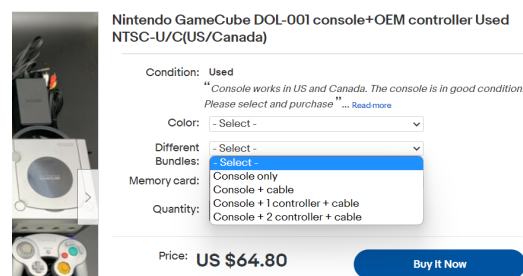 Nintendo GameCube DOL-001 console+OEM controller Used
NTSC-U/C(US/Canada)
Condition: Used
“Console works in US and Canada. The console is in good condition
Please select and purchase ”... Read more
Color: - Select -
Different Bundles: - Select -
- Select -
Console only
Console + cable
Console + 1 controller + cable
Console + 2 controller + cable
Memory card:
Quantity:
Price: US $64.80
Buy It Now